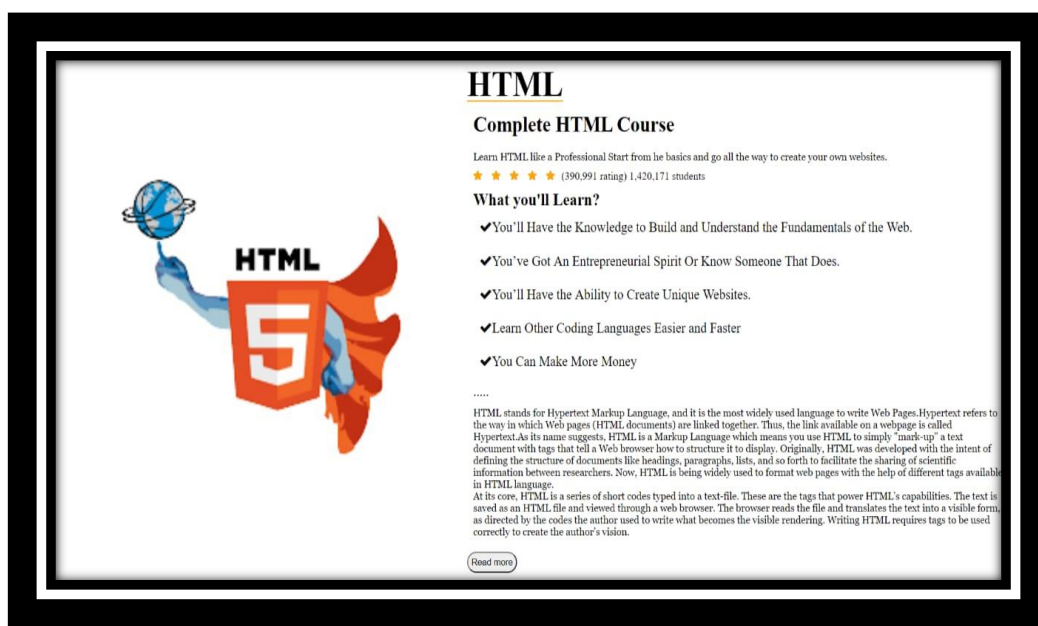 HTML
Complete HTML Course
Learn HTML like a Professional Start from he basics and go all the way to create your own websites.
(390,991 rating) 1,420,171 students
What you'll Learn?
✔You'll Have the Knowledge to Build and Understand the Fundamentals of the Web.
✔You've Got An Entrepreneurial Spirit Or Know Someone That Does.
✔You'll Have the Ability to Create Unique Websites.
✔Learn Other Coding Languages Easier and Faster
✔You Can Make More Money
.....
HTML stands for Hypertext Markup Language, and it is the most widely used language to write Web Pages.Hypertext refers to
the way in which Web pages (HTML documents) are linked together. Thus, the link available on a webpage is called
Hypertext.As its name suggests, HTML is a Markup Language which means you use HTML to simply "mark-up" a text
document with tags that tell a Web browser how to structure it to display. Originally, HTML was developed with the intent of
defining the structure of documents like headings, paragraphs, lists, and so forth to facilitate the sharing of scientific
information between researchers. Now, HTML is being widely used to format web pages with the help of different tags available
in HTML language.
At its core, HTML is a series of short codes typed into a text-file. These are the tags that power HTML's capabilities. The text is
saved as an HTML file and viewed through a web browser. The browser reads the file and translates the text into a visible form,
as directed by the codes the author used to write what becomes the visible rendering. Writing HTML requires tags to be used
correctly to create the author's vision.
Read more
HTML
5